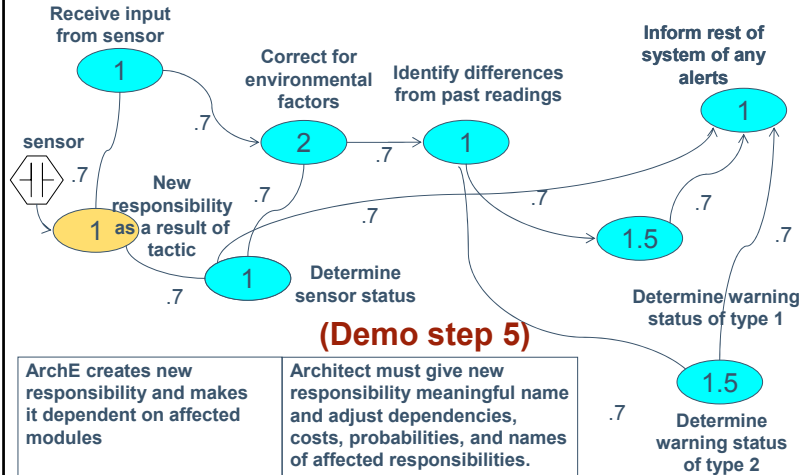 Receive input
from sensor
1
.7
Correct for
environmental
factors
2
.7
Identify differences
from past readings
1
Inform rest of
system of any
alerts
1
sensor
.7
New
responsibility
as a result of
tactic
1
.7
.7
1
Determine
sensor status
.7
.7
1.5
.7
.7
Determine warning
status of type 1
(Demo step 5)
1.5
.7
Determine
warning status
of type 2
ArchE creates new
responsibility and makes
it dependent on affected
modules
Architect must give new
responsibility meaningful name
and adjust dependencies,
costs, probabilities, and names
of affected responsibilities.